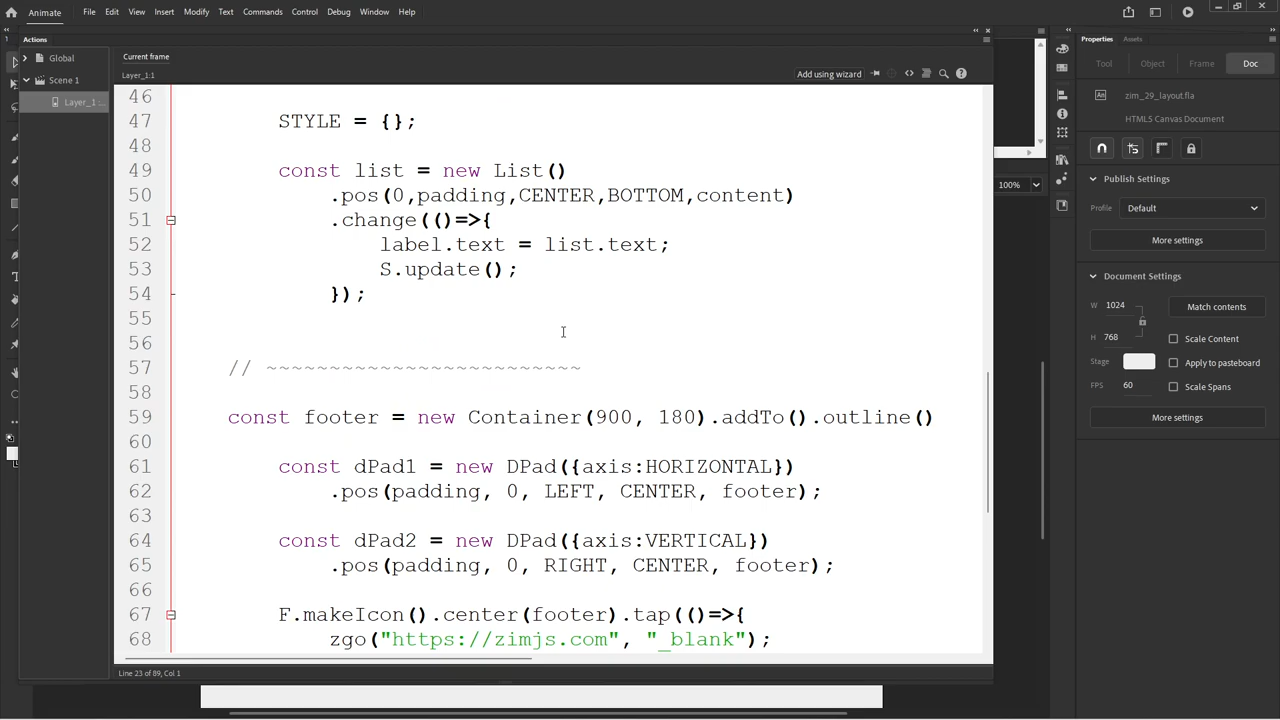 Animate
File Edit View Insert Modify Text Commands Control Debug Window Help
Actions
Global
Scene 1
Layer_1:...
Current frame
Layer_1:1
Add using wizard
46
47 STYLE = {};
48
49 const list = new List()
50 .pos(0,padding,CENTER,BOTTOM,content)
51 .change(()=>{
52 label.text = list.text;
53 S.update();
54 });
55
56
57 // ~~~~~~~~~~~~~~~~~~~~~~~~~
58
59 const footer = new Container(900, 180).addTo().outline()
60
61 const dPad1 = new DPad({axis:HORIZONTAL})
62 .pos(padding, 0, LEFT, CENTER, footer);
63
64 const dPad2 = new DPad({axis:VERTICAL})
65 .pos(padding, 0, RIGHT, CENTER, footer);
66
67 F.makeIcon().center(footer).tap(()=>{
68 zgo("https://zimjs.com", "_blank");
Line 23 of 89, Col 1
100%
Properties Assets
Tool Object Frame Doc
An zim_29_layout.fla
HTML5 Canvas Document
Publish Settings
Profile Default
More settings
Document Settings
W 1024 Match contents
H 768 Scale Content
Stage Apply to pasteboard
FPS 60 Scale Spans
More settings